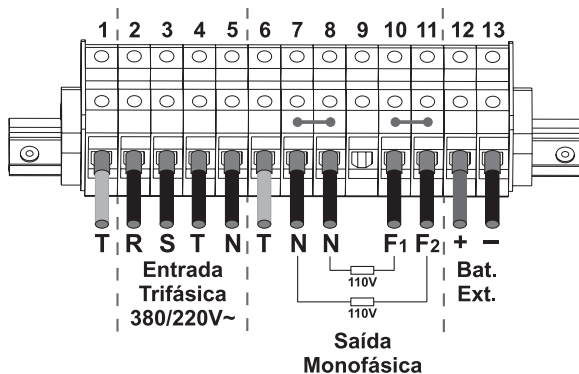 1 2 3 4 5 6 7 8 9 10 11 12 13
T R S T N T N N F1 F2 + −
Entrada
Trifásica
380/220V~
110V
110V
Bat.
Ext.
Saída
Monofásica